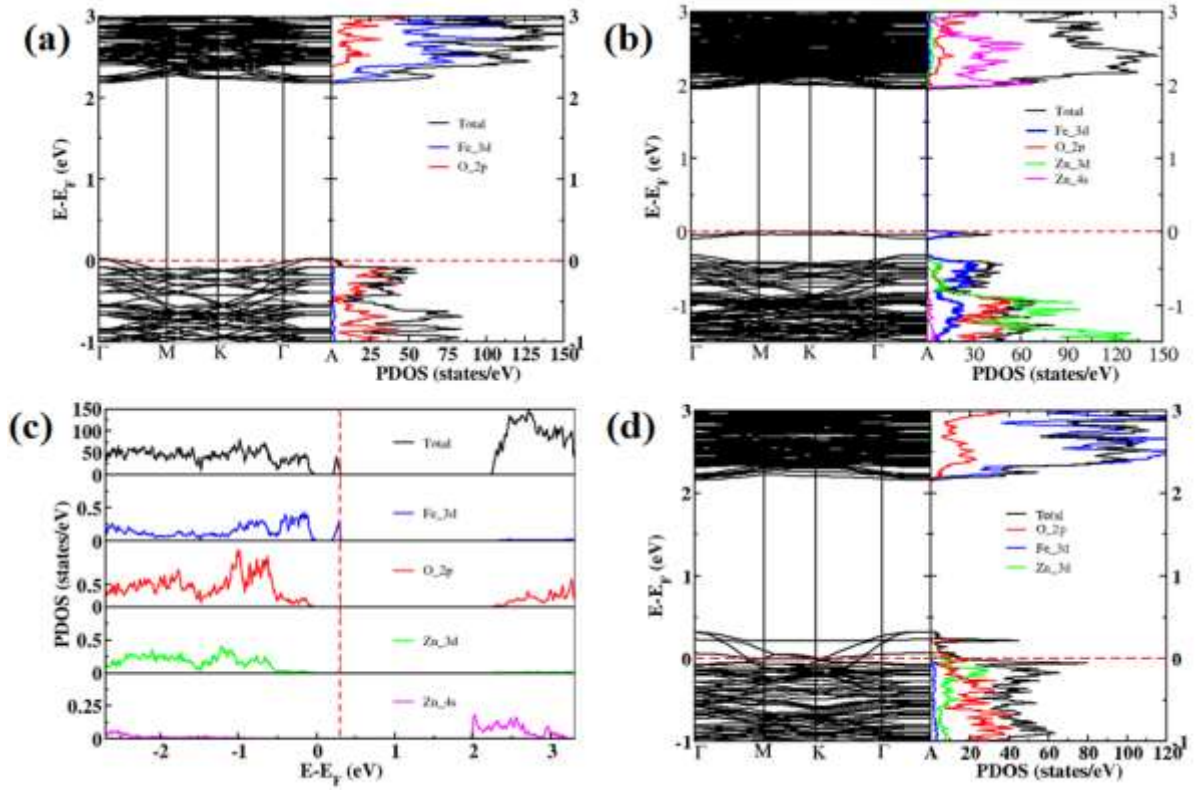 (a)
3
2
1
0
-1
E-E_F (eV)
Γ
M
K
Γ
A
25
50
75
100
125
150
PDOS (states/eV)
Total
Fe_3d
O_2p
3
2
1
0
-1
(b)
3
2
1
0
-1
E-E_F (eV)
Γ
M
K
Γ
A
30
60
90
120
150
PDOS (states/eV)
Total
Fe_3d
O_2p
Zn_3d
Zn_4s
3
2
1
0
-1
(c)
150
100
50
0
0.5
0
0.5
0
0.5
0
0.25
0
PDOS (states/eV)
Total
Fe_3d
O_2p
Zn_3d
Zn_4s
-2
-1
0
1
2
3
E-E_F (eV)
(d)
3
2
1
0
-1
E-E_F (eV)
Γ
M
K
Γ
A
20
40
60
80
100
120
PDOS (states/eV)
Total
O_2p
Fe_3d
Zn_3d
3
2
1
0
-1